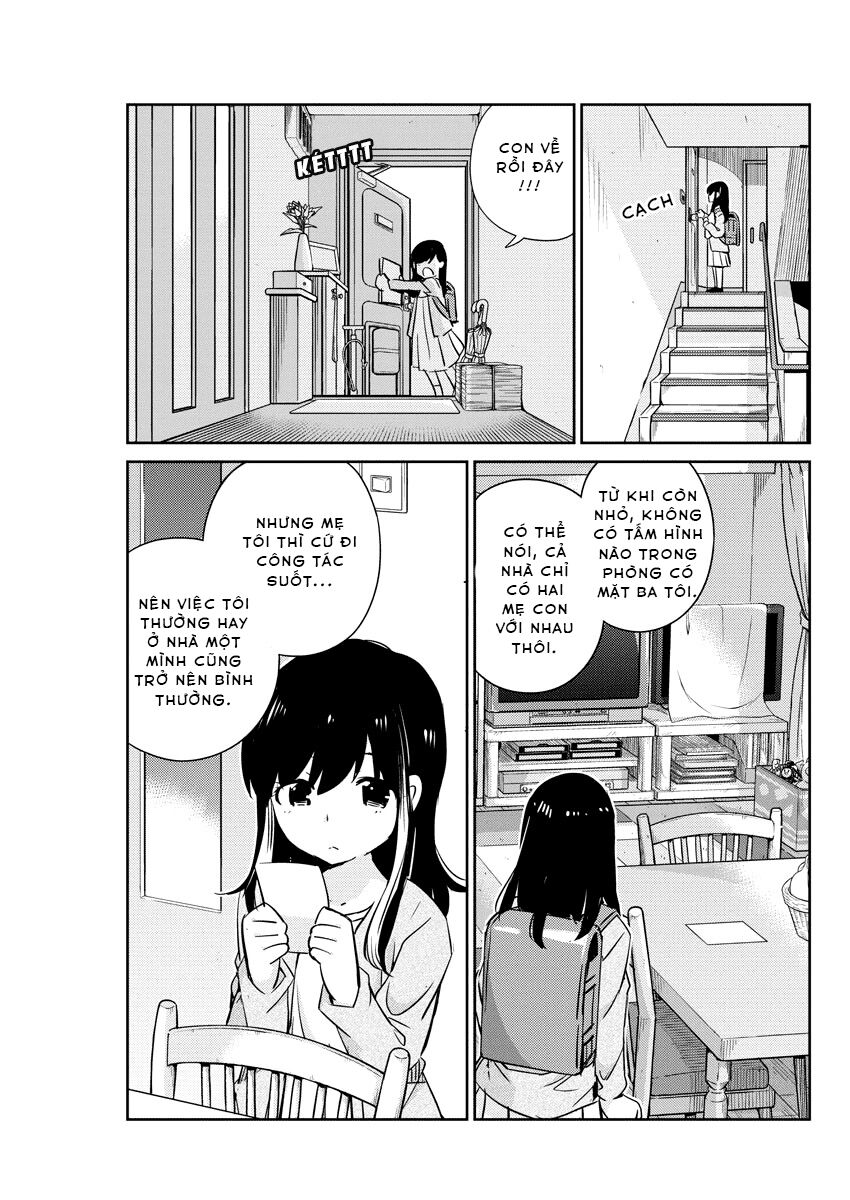 CẠCH
CON VỀ
RỒI ĐÂY
!!!
KÉTTTT
TỪ KHI CÒN
NHỎ, KHÔNG
CÓ TẤM HÌNH
NÀO TRONG
PHÒNG CÓ
MẶT BA TÔI.
CÓ THỂ
NÓI, CẢ
NHÀ CHỈ
CÓ HAI
MẸ CON
VỚI NHAU
THÔI.
NHƯNG MẸ
TÔI THÌ CỨ ĐI
CÔNG TÁC
SUỐT...
NÊN VIỆC TÔI
THƯỜNG HAY
Ở NHÀ MỘT
MÌNH CŨNG
TRỞ NÊN BÌNH
THƯỜNG.